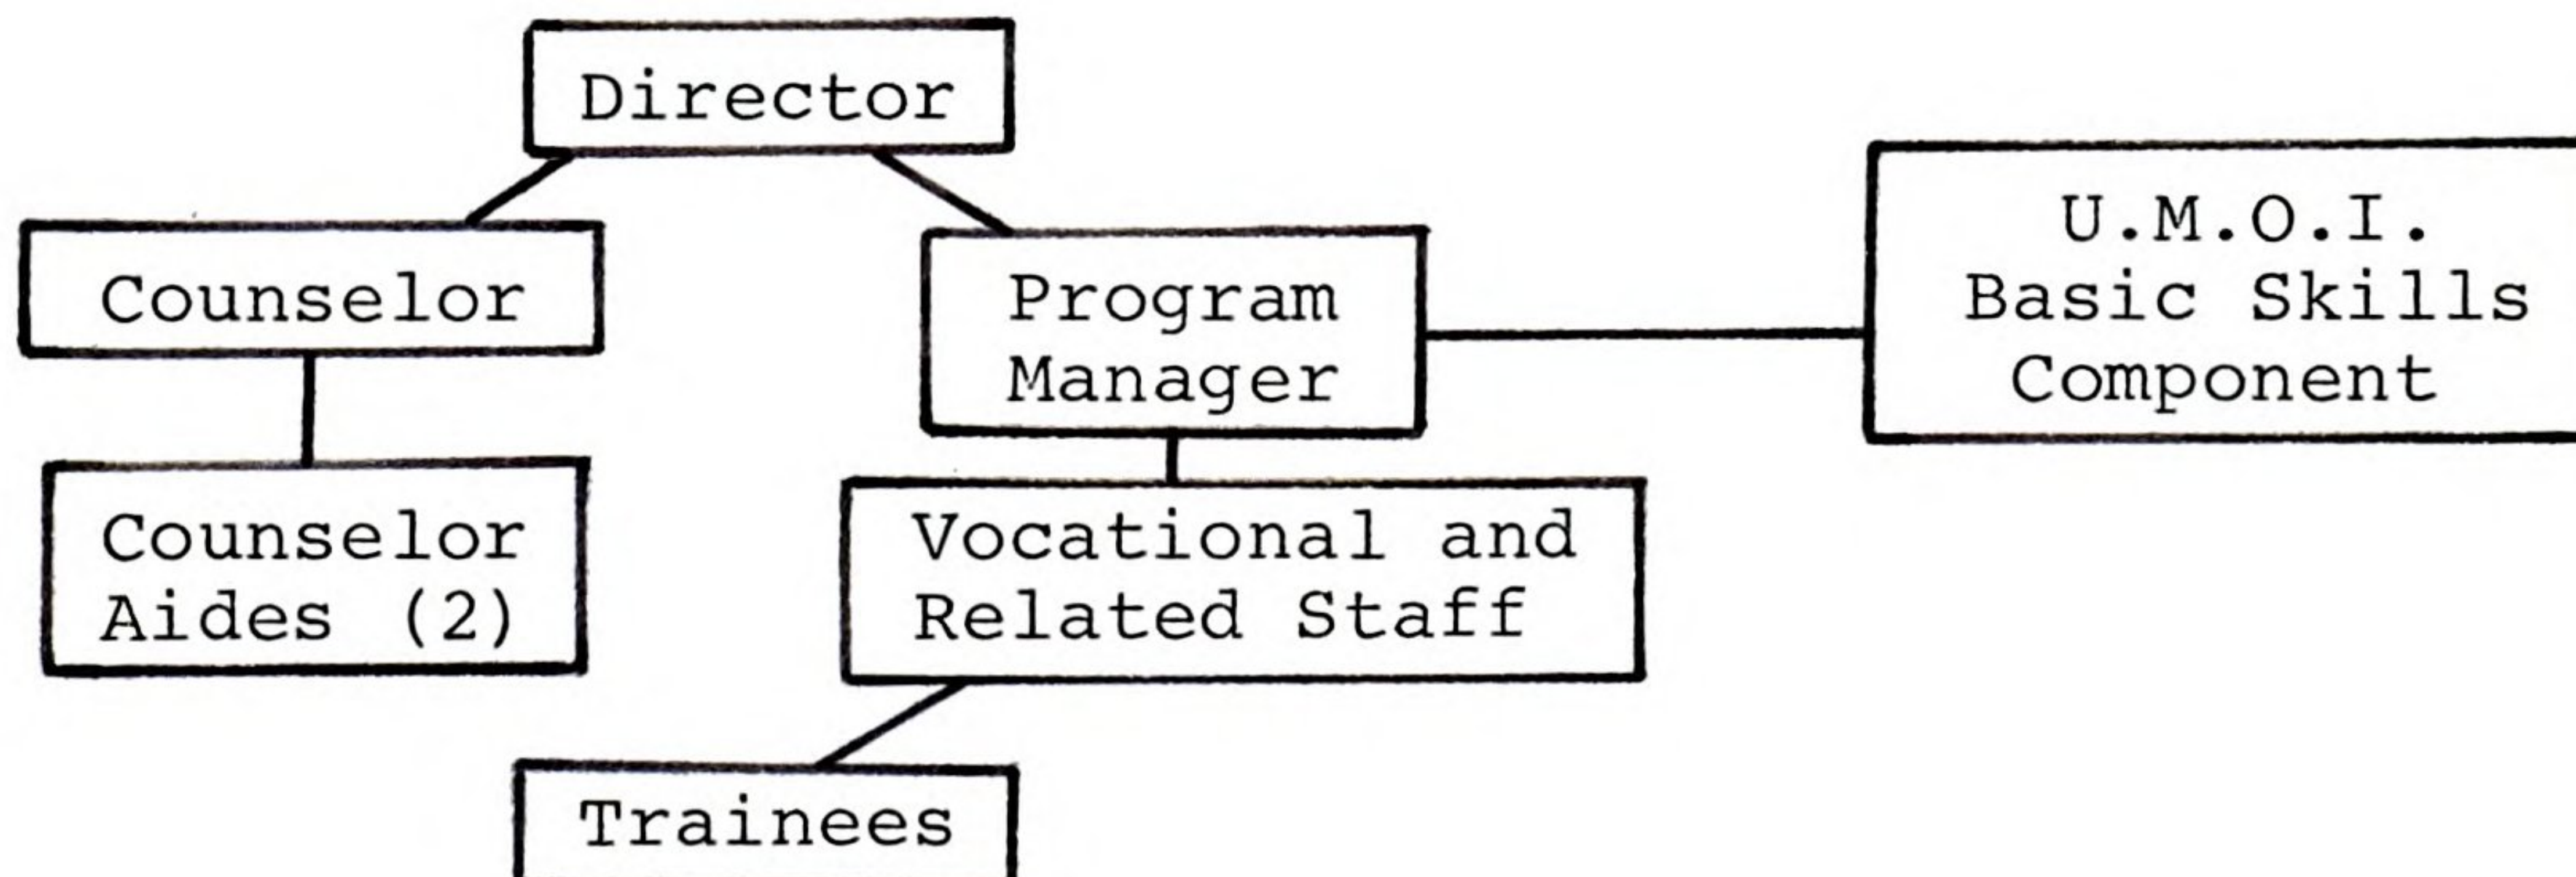 Director
Counselor
Program
Manager
U.M.O.I.
Basic Skills
Component
Counselor
Aides (2)
Vocational and
Related Staff
Trainees